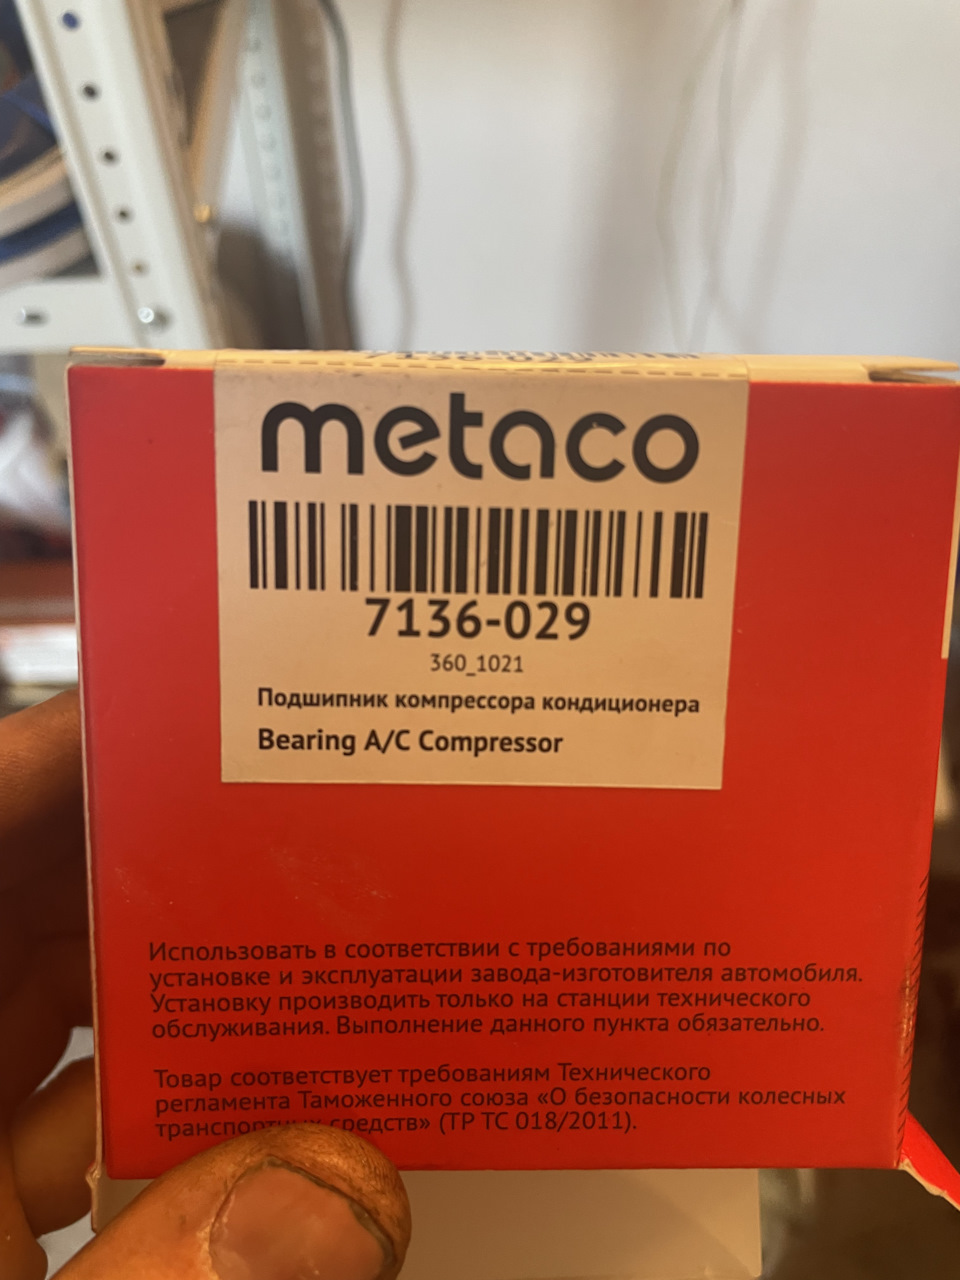 metaco
7136-029
360_1021
Подшипник компрессора кондиционера
Bearing A/C Compressor
Использовать в соответствии с требованиями по
установке и эксплуатации завода-изготовителя автомобиля.
Установку производить только на станции технического
обслуживания. Выполнение данного пункта обязательно.
Товар соответствует требованиям Технического
регламента Таможенного союза «О безопасности колесных
транспортных средств» (ТР ТС 018/2011).